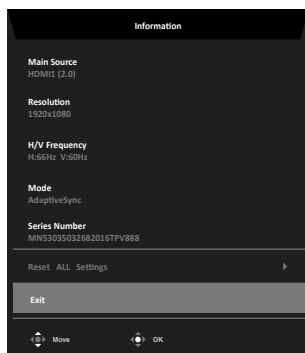 Information
Main Source
HDMI1 (2.0)
Resolution
1920x1080
H/V Frequency
H:66Hz V:60Hz
Mode
AdaptiveSync
Series Number
MN53035032682016TPV888
Reset ALL Settings
Exit
Move OK